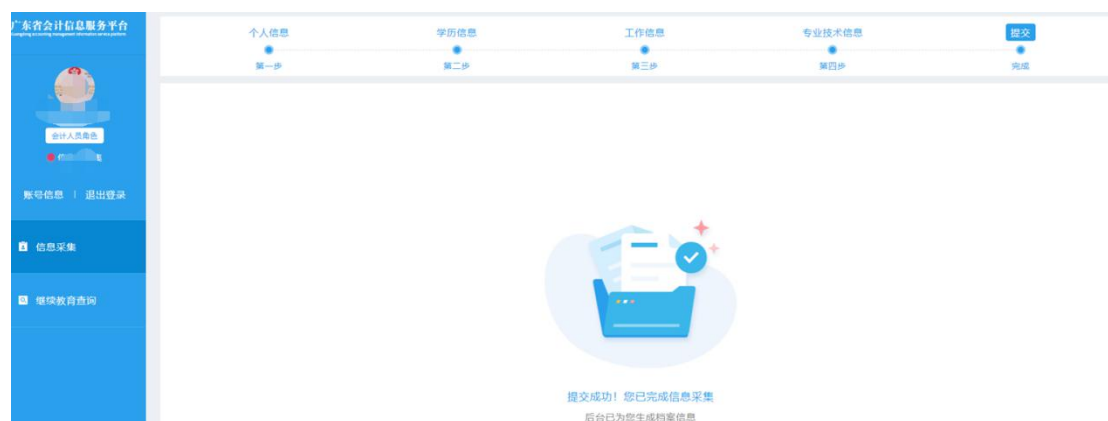 广东省会计信息服务平台
个人信息
学历信息
工作信息
专业技术信息
提交
第一步
第二步
第三步
第四步
完成
会计人员角色
账号信息 | 退出登录
信息采集
继续教育查询
提交成功！您已完成信息采集
后台已为您生成档案信息